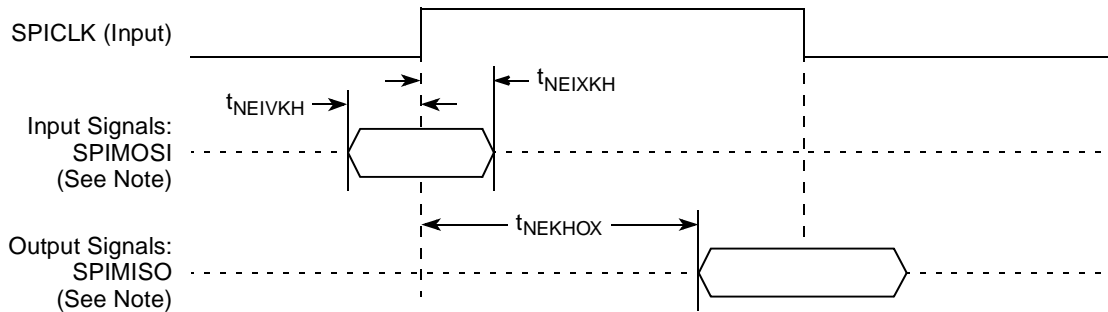 SPICLK (Input)
tNEIXKH
tNEIVKH
Input Signals:
SPIMOSI
(See Note)
tNEKHOX
Output Signals:
SPIMISO
(See Note)